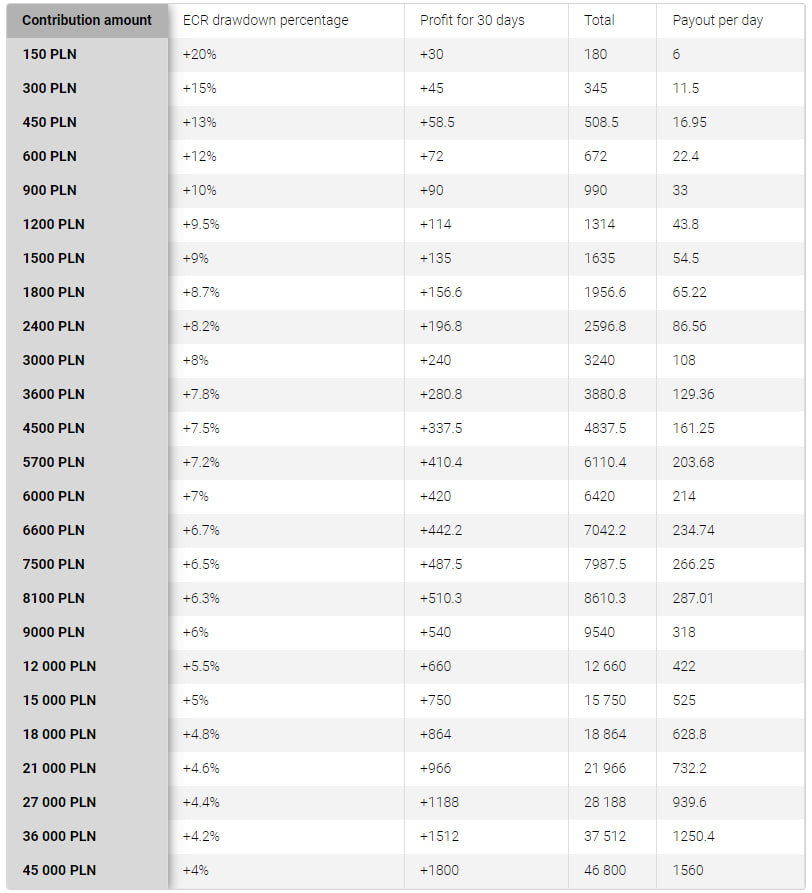 Contribution amount ECR drawdown percentage Profit for 30 days Total Payout per day
150 PLN +20% +30 180 6
300 PLN +15% +45 345 11.5
450 PLN +13% +58.5 508.5 16.95
600 PLN +12% +72 672 22.4
900 PLN +10% +90 990 33
1200 PLN +9.5% +114 1314 43.8
1500 PLN +9% +135 1635 54.5
1800 PLN +8.7% +156.6 1956.6 65.22
2400 PLN +8.2% +196.8 2596.8 86.56
3000 PLN +8% +240 3240 108
3600 PLN +7.8% +280.8 3880.8 129.36
4500 PLN +7.5% +337.5 4837.5 161.25
5700 PLN +7.2% +410.4 6110.4 203.68
6000 PLN +7% +420 6420 214
6600 PLN +6.7% +442.2 7042.2 234.74
7500 PLN +6.5% +487.5 7987.5 266.25
8100 PLN +6.3% +510.3 8610.3 287.01
9000 PLN +6% +540 9540 318
12 000 PLN +5.5% +660 12 660 422
15 000 PLN +5% +750 15 750 525
18 000 PLN +4.8% +864 18 864 628.8
21 000 PLN +4.6% +966 21 966 732.2
27 000 PLN +4.4% +1188 28 188 939.6
36 000 PLN +4.2% +1512 37 512 1250.4
45 000 PLN +4% +1800 46 800 1560